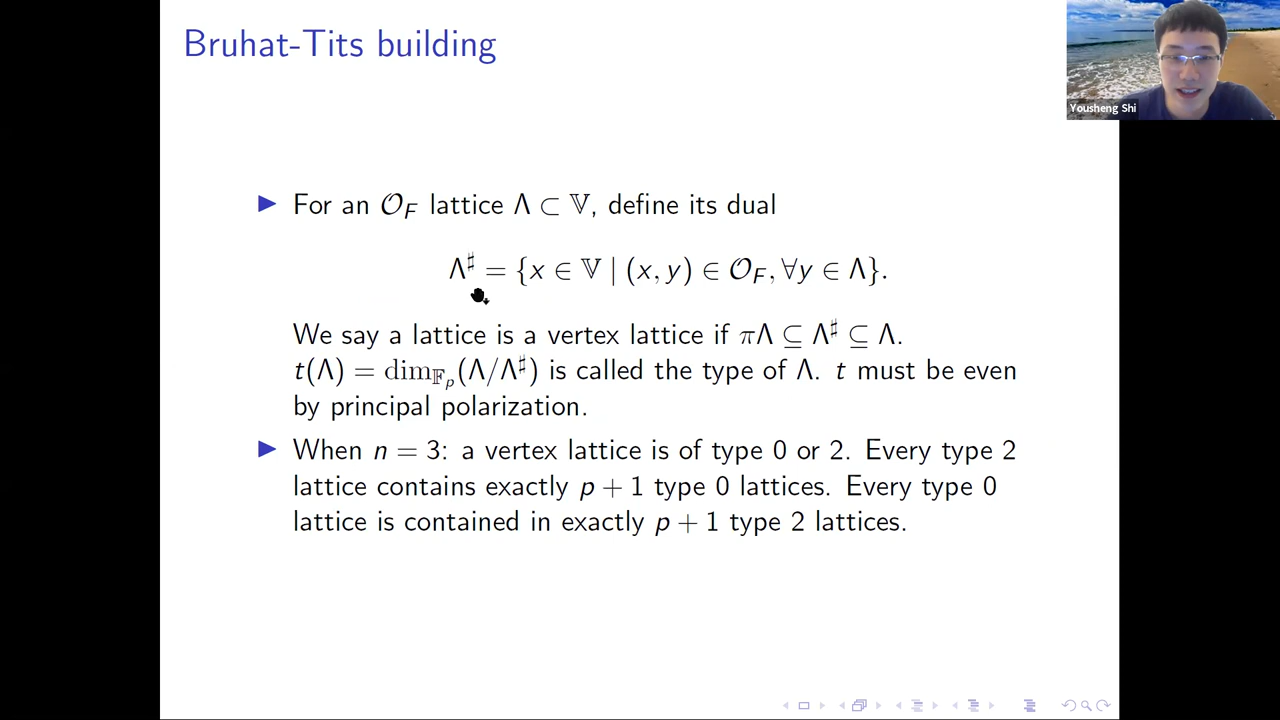 Bruhat-Tits building
Yousheng Shi
▶ For an 𝒪_F lattice Λ ⊂ 𝕍, define its dual
Λ^♯ = {x ∈ 𝕍 | (x, y) ∈ 𝒪_F, ∀y ∈ Λ}.
We say a lattice is a vertex lattice if πΛ ⊆ Λ^♯ ⊆ Λ.
t(Λ) = dim_{𝔽_p}(Λ/Λ^♯) is called the type of Λ. t must be even
by principal polarization.
▶ When n = 3: a vertex lattice is of type 0 or 2. Every type 2
lattice contains exactly p + 1 type 0 lattices. Every type 0
lattice is contained in exactly p + 1 type 2 lattices.